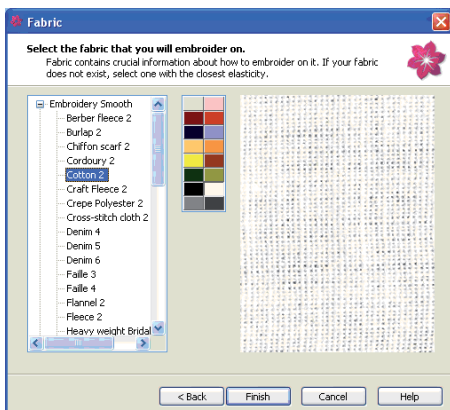 Fabric
Select the fabric that you will embroider on.
Fabric contains crucial information about how to embroider on it. If your fabric
does not exist, select one with the closest elasticity.
Embroidery Smooth
Berber fleece 2
Burlap 2
Chiffon scarf 2
Cordoury 2
Cotton 2
Craft Fleece 2
Crepe Polyester 2
Cross-stitch cloth 2
Denim 4
Denim 5
Denim 6
Faille 3
Faille 4
Flannel 2
Fleece 2
Heavy weight Bridal
< Back
Finish
Cancel
Help